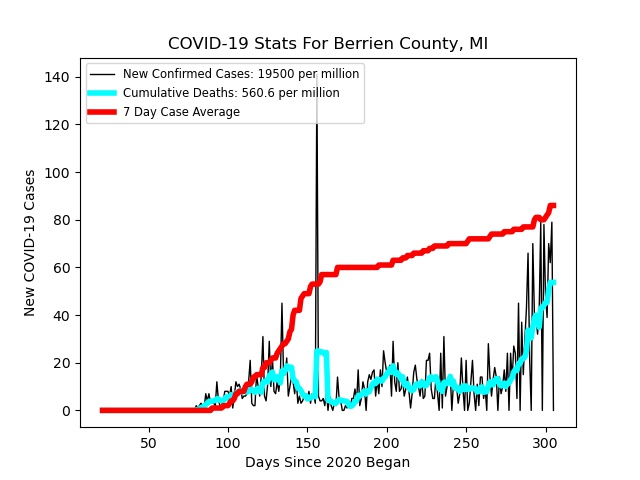 COVID-19 Stats For Berrien County, MI
New Confirmed Cases: 19500 per million
Cumulative Deaths: 560.6 per million
7 Day Case Average
140
120
100
80
60
40
20
0
New COVID-19 Cases
50 100 150 200 250 300
Days Since 2020 Began